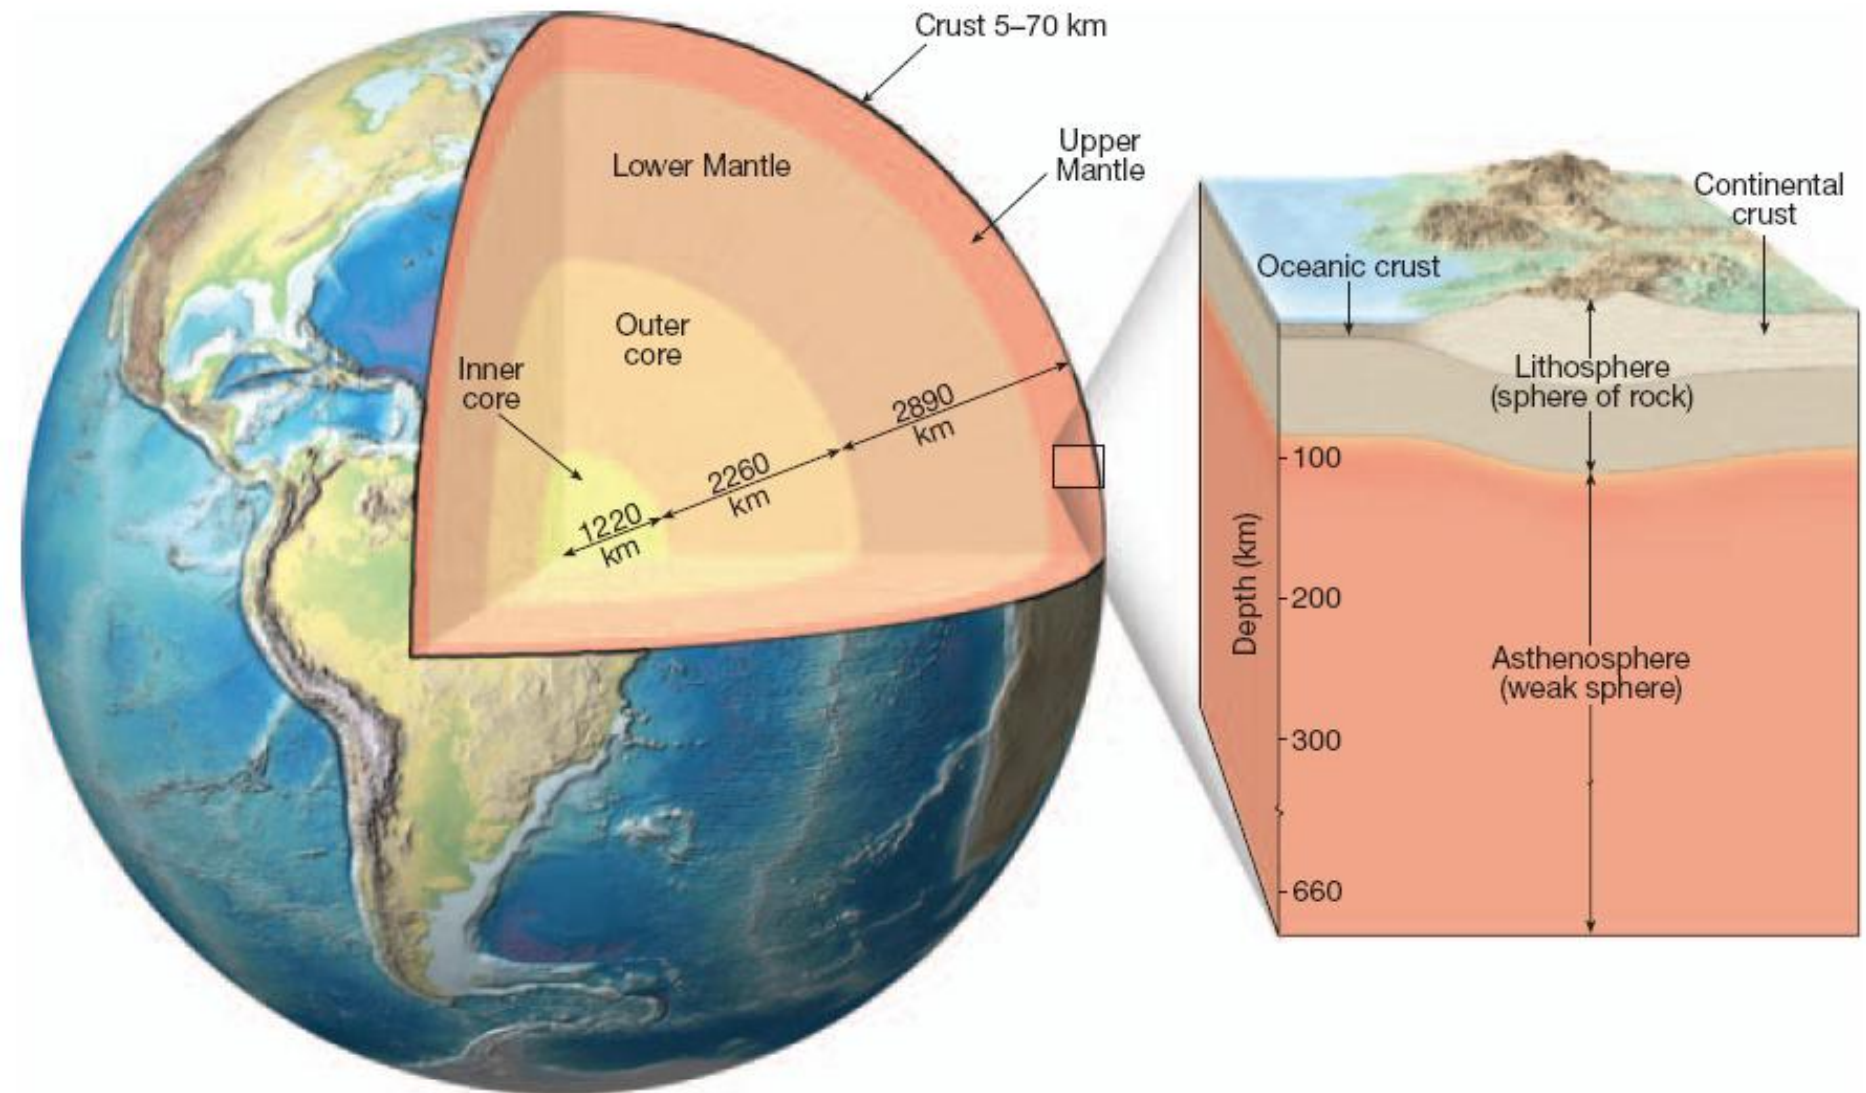 Crust 5–70 km
Upper
Mantle
Lower Mantle
Outer
core
Inner
core
2890
km
2260
km
1220
km
Continental
crust
Oceanic crust
Lithosphere
(sphere of rock)
100
200
Depth (km)
Asthenosphere
(weak sphere)
300
660